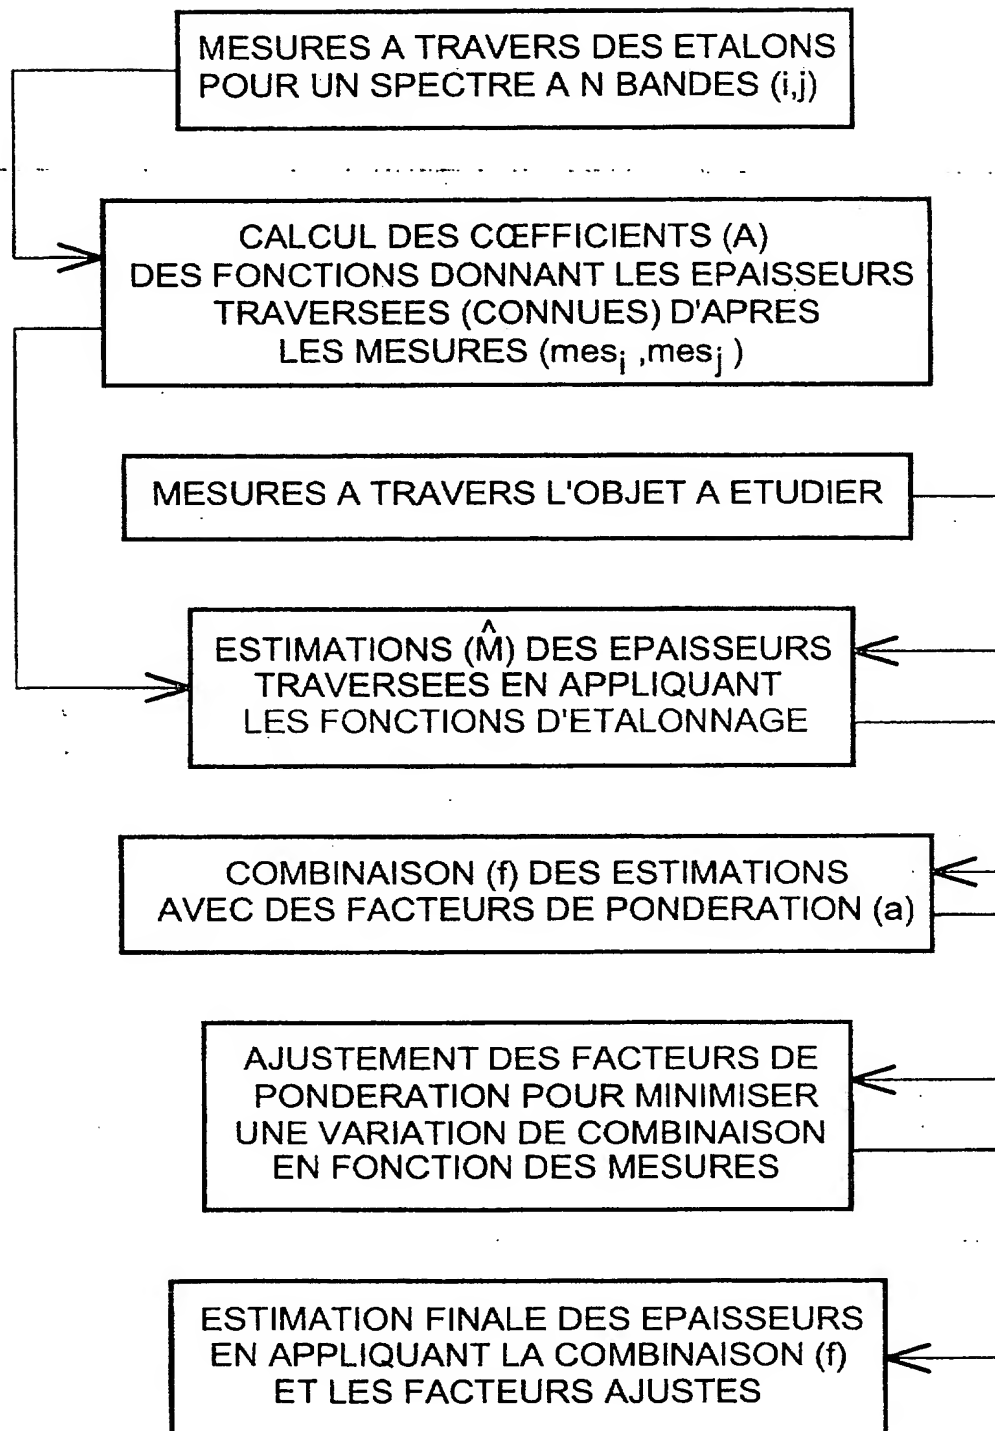 MESURES A TRAVERS DES ETALONS
POUR UN SPECTRE A N BANDES (i,j)
CALCUL DES CŒFFICIENTS (A)
DES FONCTIONS DONNANT LES EPAISSEURS
TRAVERSEES (CONNUES) D'APRES
LES MESURES (mesi ,mesj )
MESURES A TRAVERS L'OBJET A ETUDIER
ESTIMATIONS (M̂) DES EPAISSEURS
TRAVERSEES EN APPLIQUANT
LES FONCTIONS D'ETALONNAGE
COMBINAISON (f) DES ESTIMATIONS
AVEC DES FACTEURS DE PONDERATION (a)
AJUSTEMENT DES FACTEURS DE
PONDERATION POUR MINIMISER
UNE VARIATION DE COMBINAISON
EN FONCTION DES MESURES
ESTIMATION FINALE DES EPAISSEURS
EN APPLIQUANT LA COMBINAISON (f)
ET LES FACTEURS AJUSTES